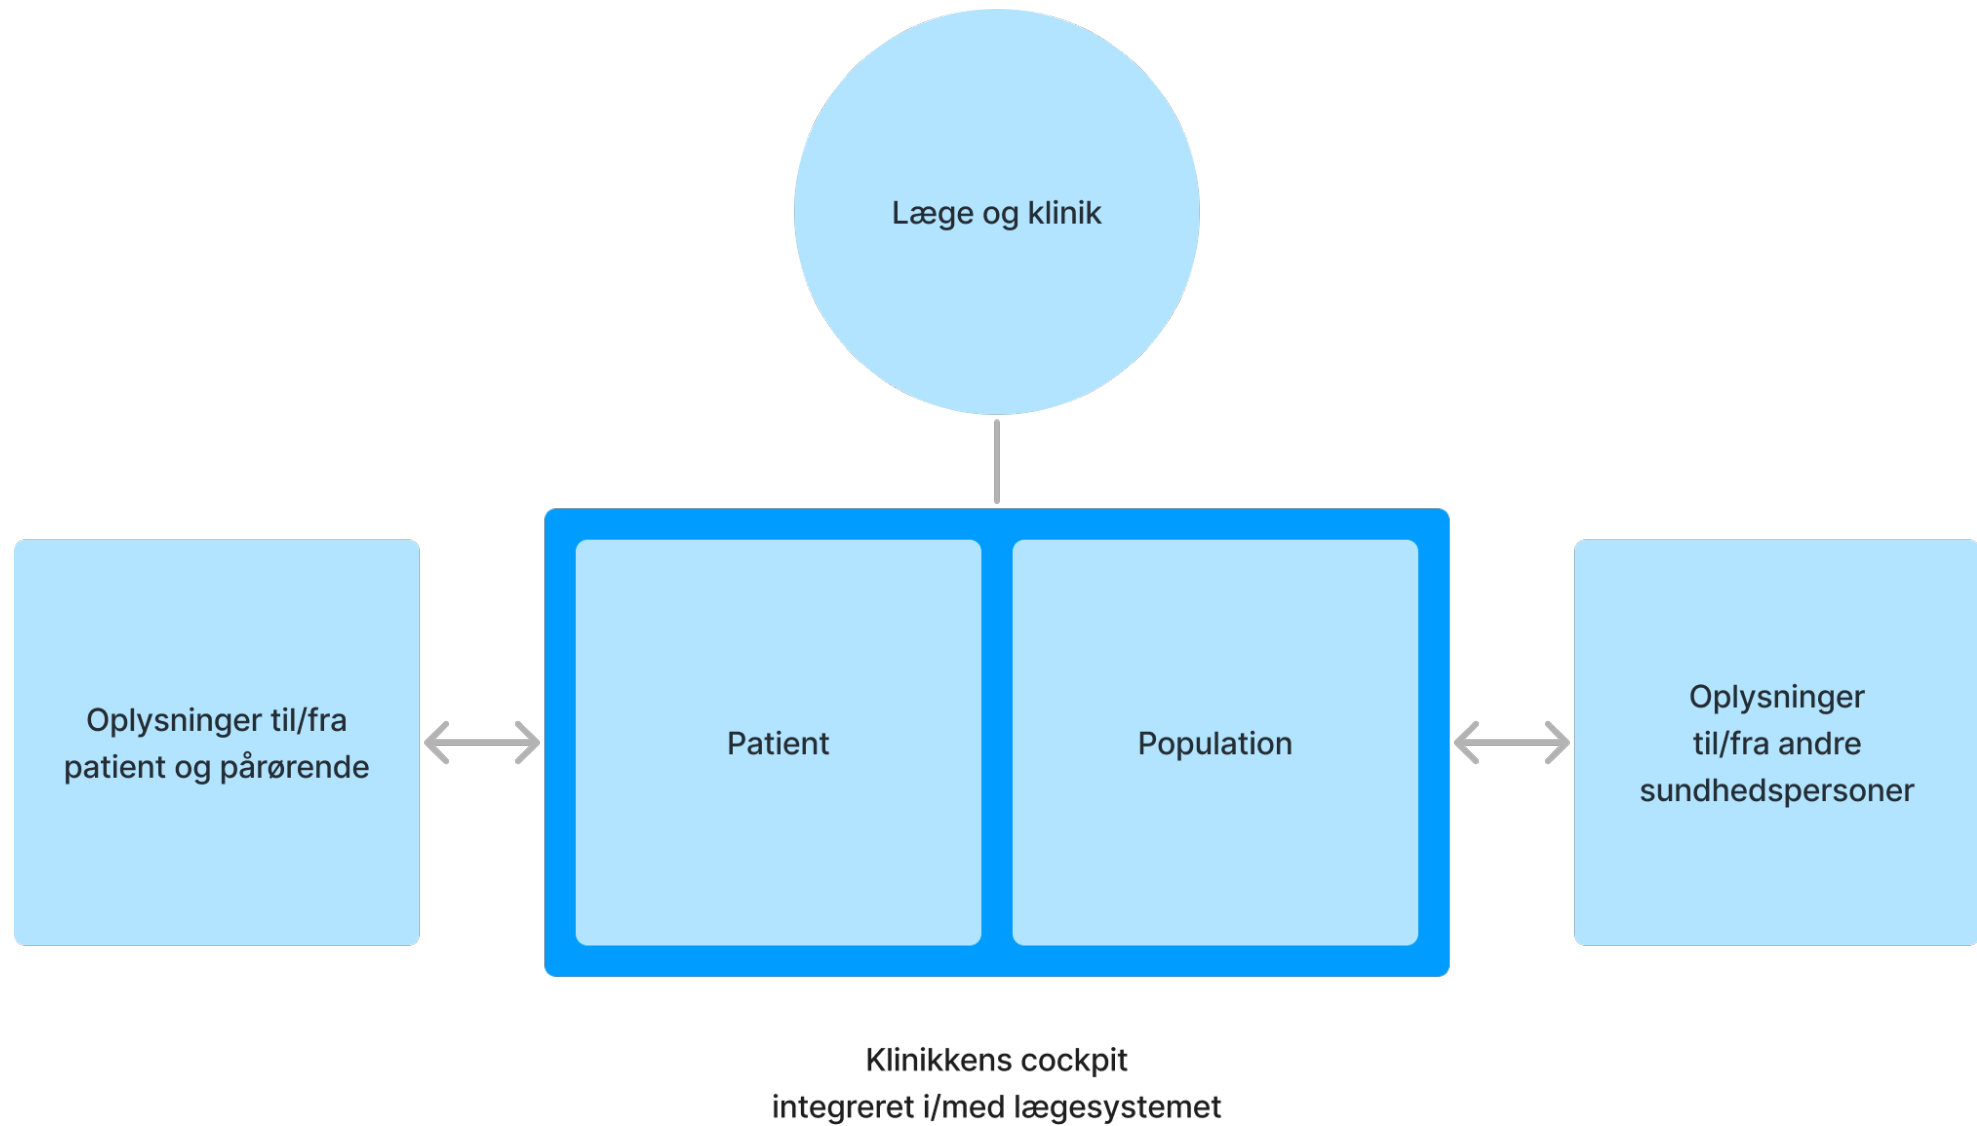 Læge og klinik
Oplysninger til/fra
patient og pårørende
Patient
Population
Oplysninger
til/fra andre
sundhedspersoner
Klinikkens cockpit
integreret i/med lægesystemet